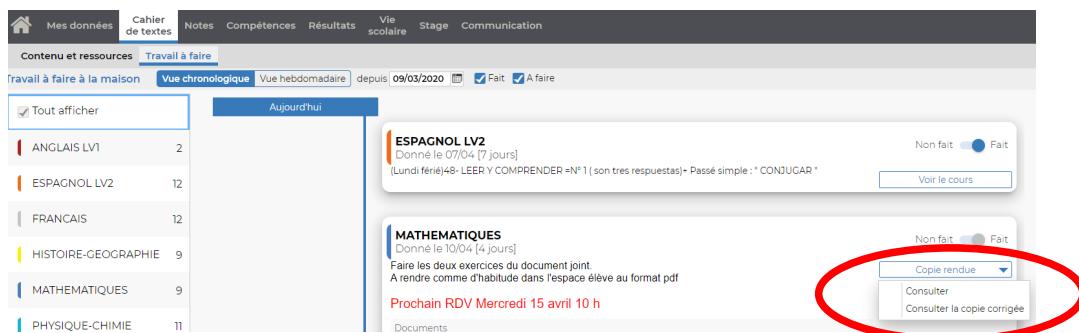 Mes données
Cahier
de textes
Notes
Compétences
Résultats
Vie
scolaire
Stage
Communication
Contenu et ressources
Travail à faire
Travail à faire à la maison
Vue chronologique
Vue hebdomadaire
depuis 09/03/2020
Fait
A faire
Tout afficher
ANGLAIS LV1 2
ESPAGNOL LV2 12
FRANCAIS 12
HISTOIRE-GEOGRAPHIE 9
MATHEMATIQUES 9
PHYSIQUE-CHIMIE 11
Aujourd'hui
ESPAGNOL LV2
Donné le 07/04 [7 jours]
(Lundi férié)48- LEER Y COMPRENDER =N° 1 ( son tres respuestas)+ Passé simple : " CONJUGAR "
Non fait
Fait
Voir le cours
MATHEMATIQUES
Donné le 10/04 [4 jours]
Faire les deux exercices du document joint.
A rendre comme d'habitude dans l'espace élève au format pdf
Prochain RDV Mercredi 15 avril 10 h
Documents
Non fait
Fait
Copie rendue
Consulter
Consulter la copie corrigée